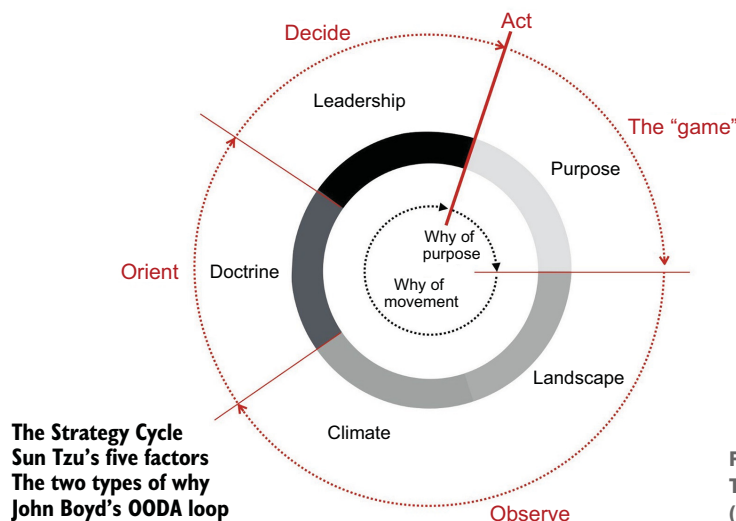 Decide
Act
Leadership
The “game”
Purpose
Why of
purpose
Orient
Doctrine
Why of
movement
Landscape
Climate
The Strategy Cycle
Sun Tzu’s five factors
The two types of why
John Boyd’s OODA loop
Observe
F
T
(